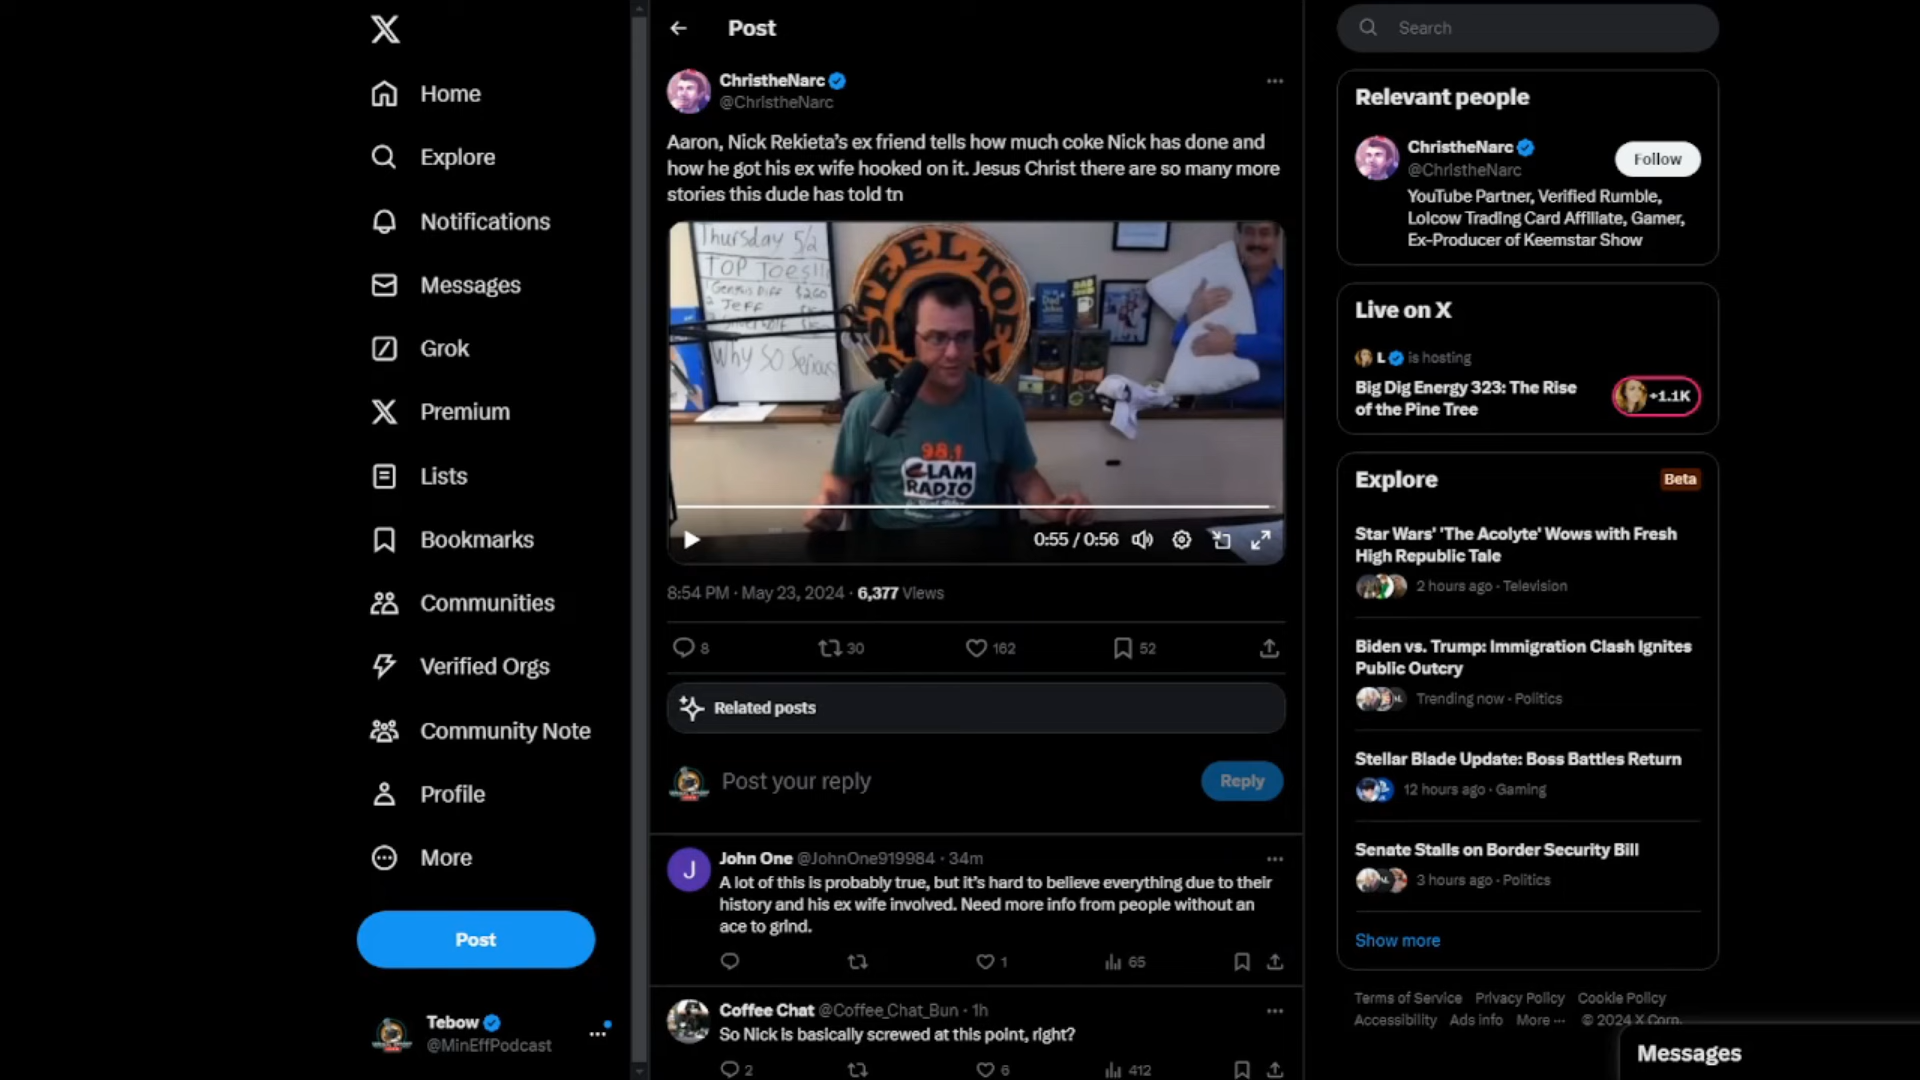 Home
Explore
Notifications
Messages
Grok
Premium
Lists
Bookmarks
Communities
Verified Orgs
Community Note
Profile
More
Post
Tebow
@MinEffPodcast
Post
ChristheNarc
@ChristheNarc
Aaron, Nick Rekieta's ex friend tells how much coke Nick has done and
how he got his ex wife hooked on it. Jesus Christ there are so many more
stories this dude has told tn
Thursday 5/2
TOP Toes
JEFF
Why SO Serious
STEEL TOE
98.1
CLAM
RADIO
0:55 / 0:56
8:54 PM · May 23, 2024 · 6,377 Views
8 30 162 52
Related posts
Post your reply
Reply
J
John One @JohnOne919984 · 34m
A lot of this is probably true, but it's hard to believe everything due to their
history and his ex wife involved. Need more info from people without an
ace to grind.
1 65
Coffee Chat @Coffee_Chat_Bun · 1h
So Nick is basically screwed at this point, right?
2 6 412
Search
Relevant people
ChristheNarc
@ChristheNarc
Follow
YouTube Partner, Verified Rumble,
Lolcow Trading Card Affiliate, Gamer,
Ex-Producer of Keemstar Show
Live on X
L is hosting
Big Dig Energy 323: The Rise
of the Pine Tree
+1.1K
Explore
Beta
Star Wars' 'The Acolyte' Wows with Fresh
High Republic Tale
2 hours ago · Television
Biden vs. Trump: Immigration Clash Ignites
Public Outcry
Trending now · Politics
Stellar Blade Update: Boss Battles Return
12 hours ago · Gaming
Senate Stalls on Border Security Bill
3 hours ago · Politics
Show more
Terms of Service Privacy Policy Cookie Policy
Accessibility Ads info More ··· © 2024 X Corp.
Messages